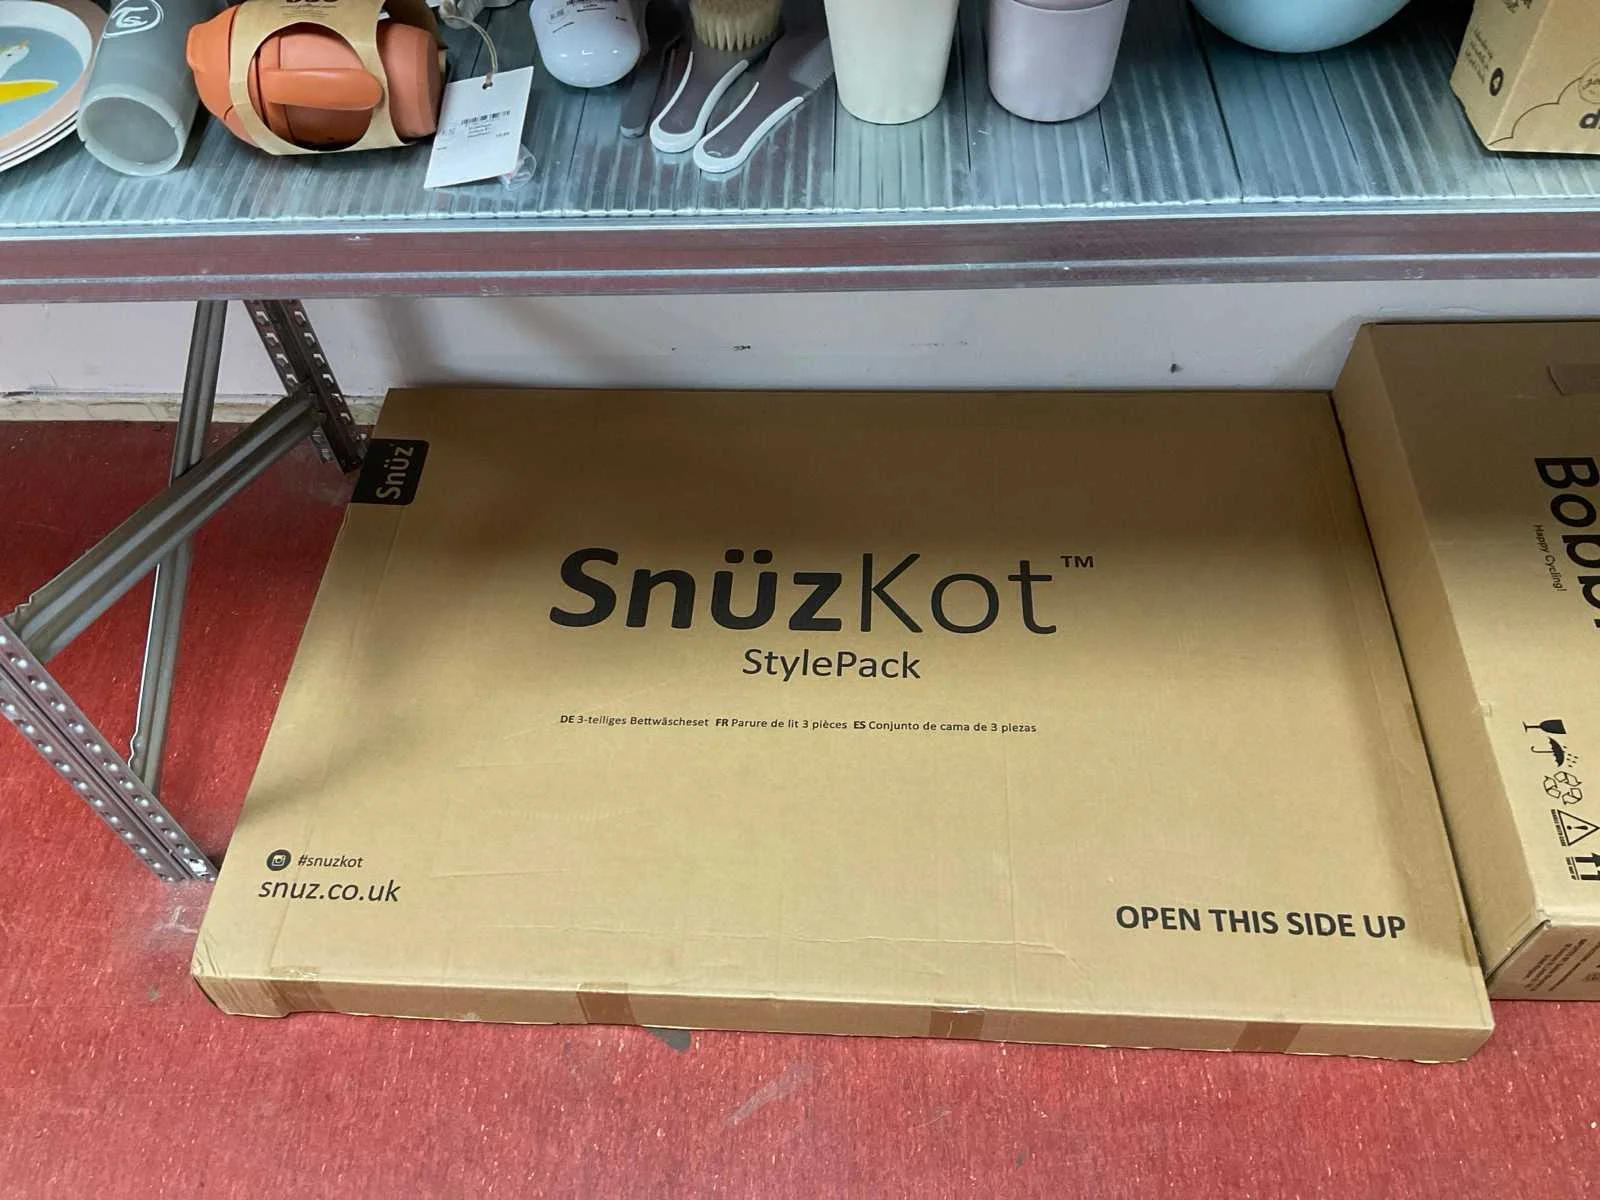 TS
Snüz
SnüzKot™
StylePack
DE 3-teiliges Bettwäscheset FR Parure de lit 3 pièces ES Conjunto de cama de 3 piezas
#snuzkot
snuz.co.uk
OPEN THIS SIDE UP
Happy Cycling!